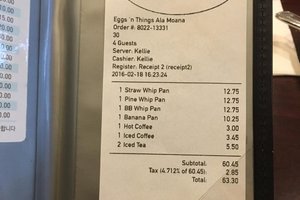 Eggs 'n Things Ala Moana
Order #: 8022-13331
30
4 Guests
Server: Kellie
Cashier: Kellie
Register: Receipt 2 (receipt2)
2016-02-18 16:23:24
1 Straw Whip Pan 12.75
1 Pine Whip Pan 12.75
1 BB Whip Pan 12.75
1 Banana Pan 10.25
1 Hot Coffee 3.00
1 Iced Coffee 3.45
2 Iced Tea 5.50
Subtotal: 60.45
Tax (4.712% of 60.45) 2.85
Total: 63.30